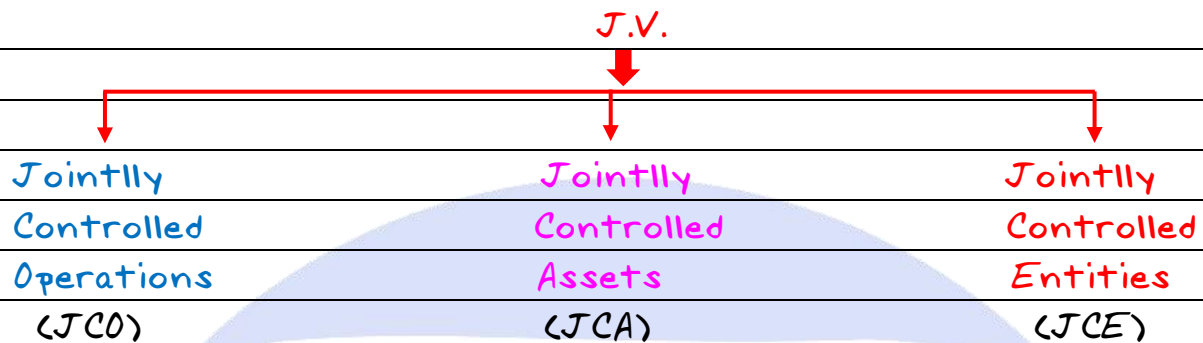 J.V.
Jointlly
Controlled
Operations
(JCO)
Jointlly
Controlled
Assets
(JCA)
Jointlly
Controlled
Entities
(JCE)